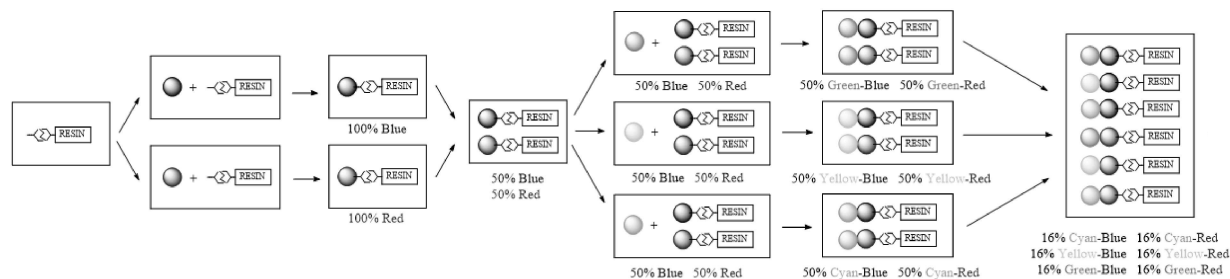 RESIN
RESIN
RESIN
100% Blue
RESIN
RESIN
100% Red
RESIN
RESIN
50% Blue
50% Red
RESIN
RESIN
50% Blue 50% Red
RESIN
RESIN
50% Green-Blue 50% Green-Red
RESIN
RESIN
50% Blue 50% Red
RESIN
RESIN
50% Yellow-Blue 50% Yellow-Red
RESIN
RESIN
50% Blue 50% Red
RESIN
RESIN
50% Cyan-Blue 50% Cyan-Red
RESIN
RESIN
RESIN
RESIN
RESIN
RESIN
16% Cyan-Blue 16% Cyan-Red
16% Yellow-Blue 16% Yellow-Red
16% Green-Blue 16% Green-Red